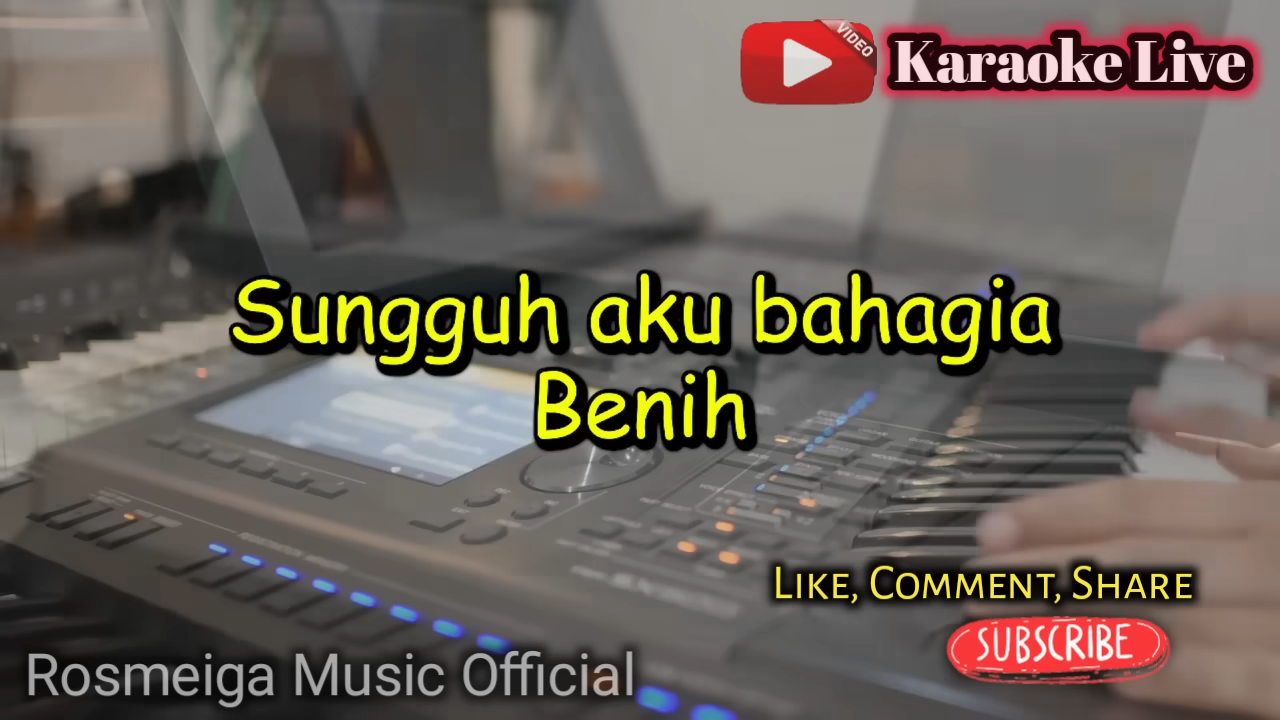 VIDEO
Karaoke Live
Sungguh aku bahagia
Benih
Like, Comment, Share
SUBSCRIBE
Rosmeiga Music Official